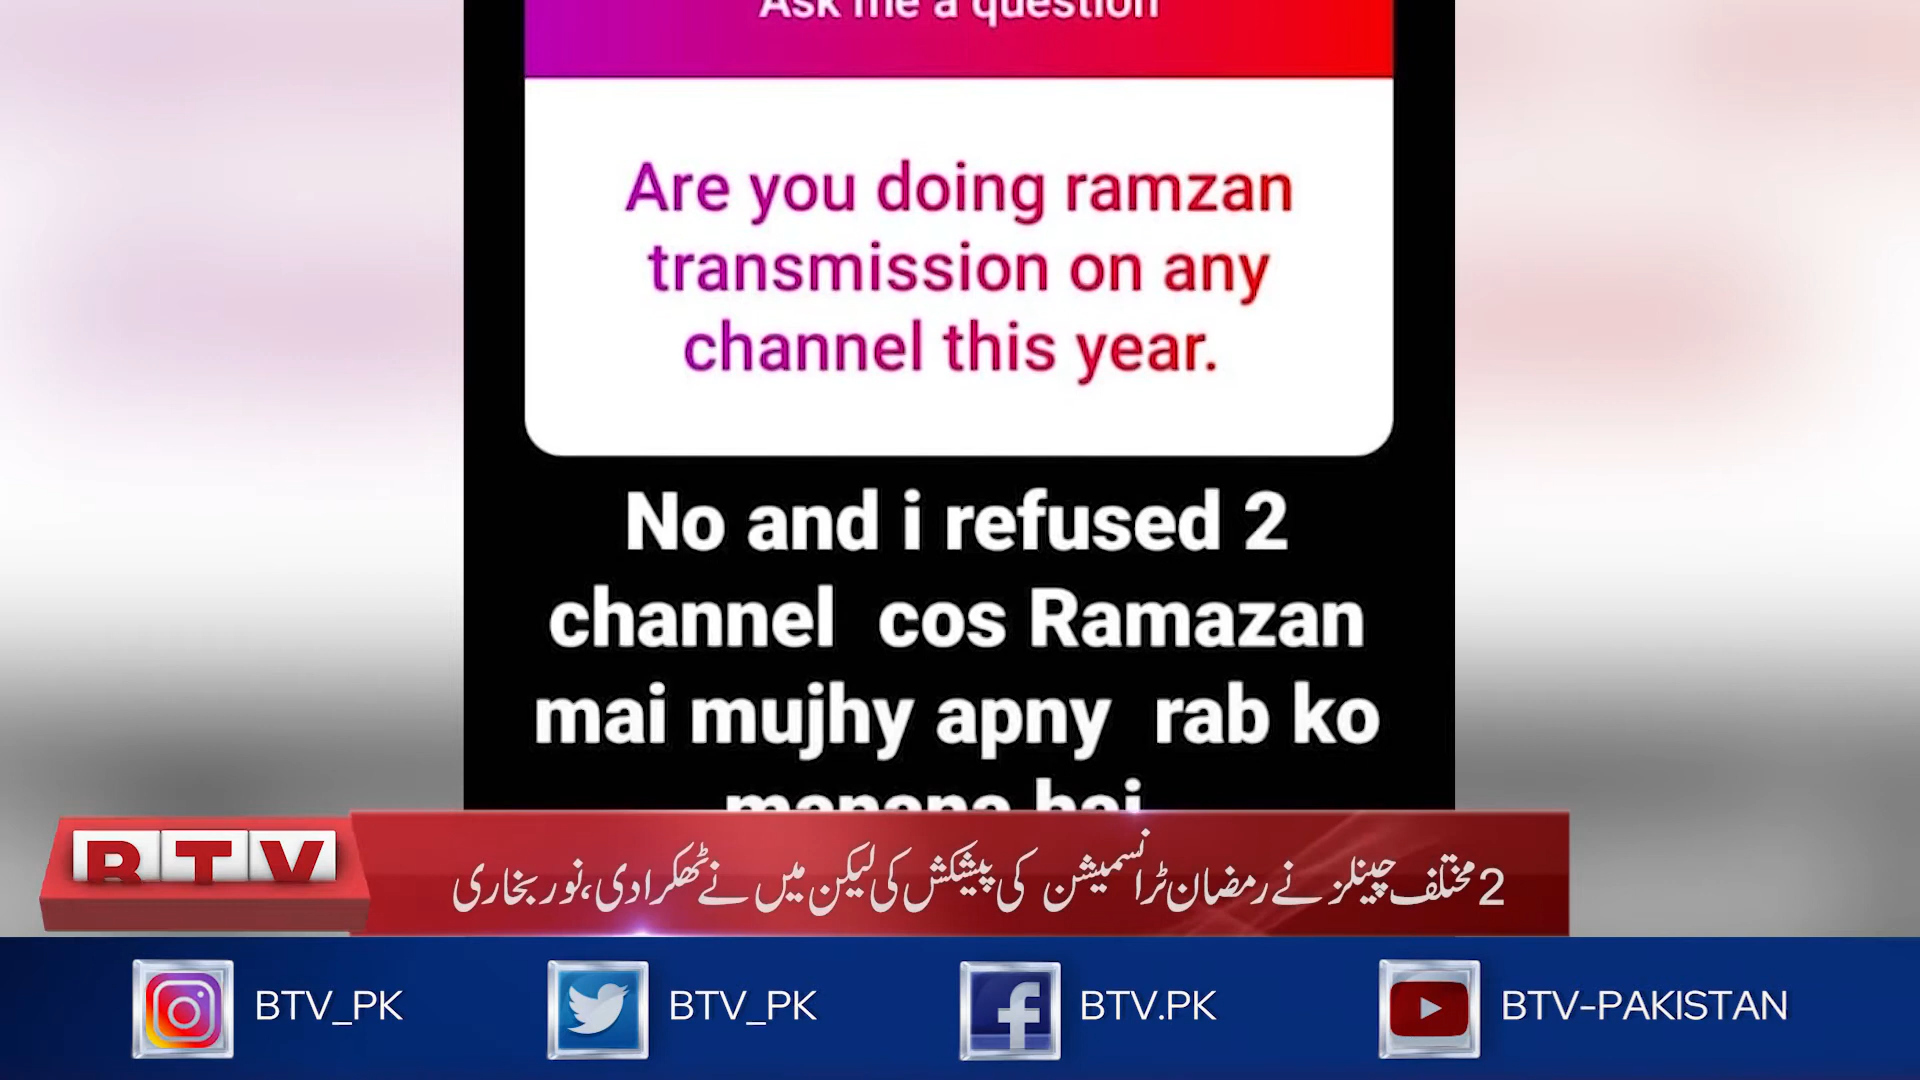 Ask me a question
Are you doing ramzan
transmission on any
channel this year.
No and i refused 2
channel cos Ramazan
mai mujhy apny rab ko
manana hai
BTV
2 مختلف چینلز نے رمضان ٹرانسمیشن کی پیشکش کی لیکن میں نے ٹھکرا دی، نور بخاری
BTV_PK
BTV_PK
BTV.PK
BTV-PAKISTAN